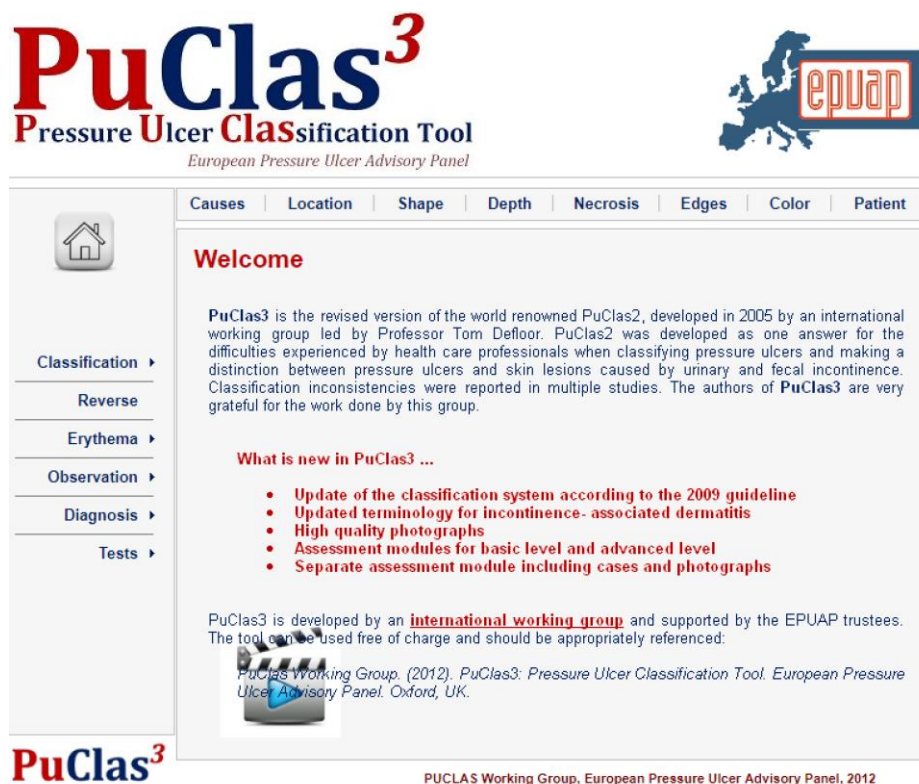 PuClas3
Pressure Ulcer ClaSsification Tool
European Pressure Ulcer Advisory Panel
epuap
Causes | Location | Shape | Depth | Necrosis | Edges | Color | Patient
Welcome
Classification
Reverse
Erythema
Observation
Diagnosis
Tests
PuClas3 is the revised version of the world renowned PuClas2, developed in 2005 by an international
working group led by Professor Tom Defloor. PuClas2 was developed as one answer for the
difficulties experienced by health care professionals when classifying pressure ulcers and making a
distinction between pressure ulcers and skin lesions caused by urinary and fecal incontinence.
Classification inconsistencies were reported in multiple studies. The authors of PuClas3 are very
grateful for the work done by this group.
What is new in PuClas3 ...
• Update of the classification system according to the 2009 guideline
• Updated terminology for incontinence- associated dermatitis
• High quality photographs
• Assessment modules for basic level and advanced level
• Separate assessment module including cases and photographs
PuClas3 is developed by an international working group and supported by the EPUAP trustees.
The tool can be used free of charge and should be appropriately referenced:
PuClas Working Group. (2012). PuClas3: Pressure Ulcer Classification Tool. European Pressure
Ulcer Advisory Panel. Oxford, UK.
PuClas3
PUCLAS Working Group, European Pressure Ulcer Advisory Panel, 2012